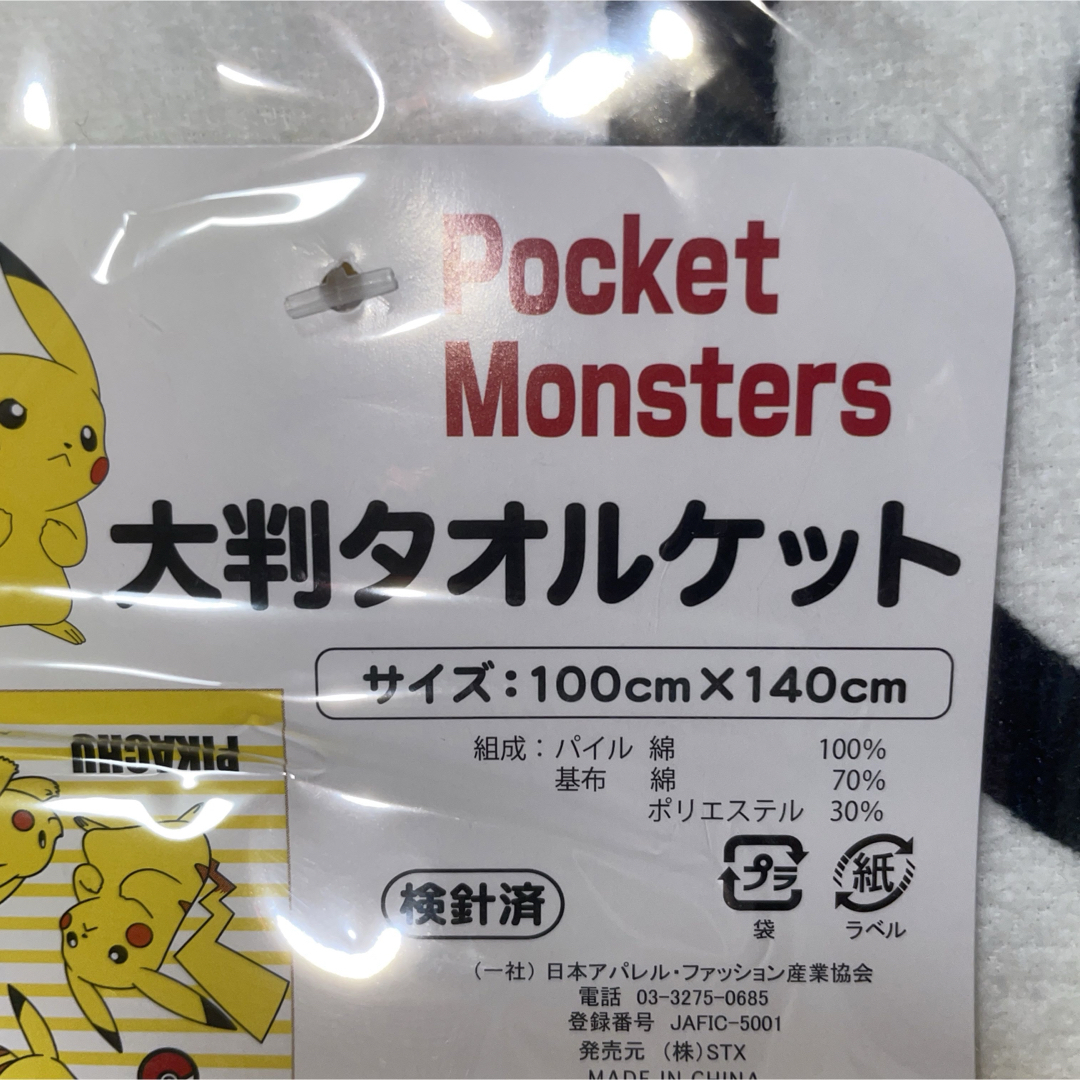 Pocket
Monsters
大判タオルケット
サイズ：100cm×140cm
組成：パイル 綿 100%
基布 綿 70%
ポリエステル 30%
PIKACHU
検針済
プラ
紙
袋
ラベル
（一社）日本アパレル・ファッション産業協会
電話 03-3275-0685
登録番号 JAFIC-5001
発売元 （株）STX
MADE IN CHINA